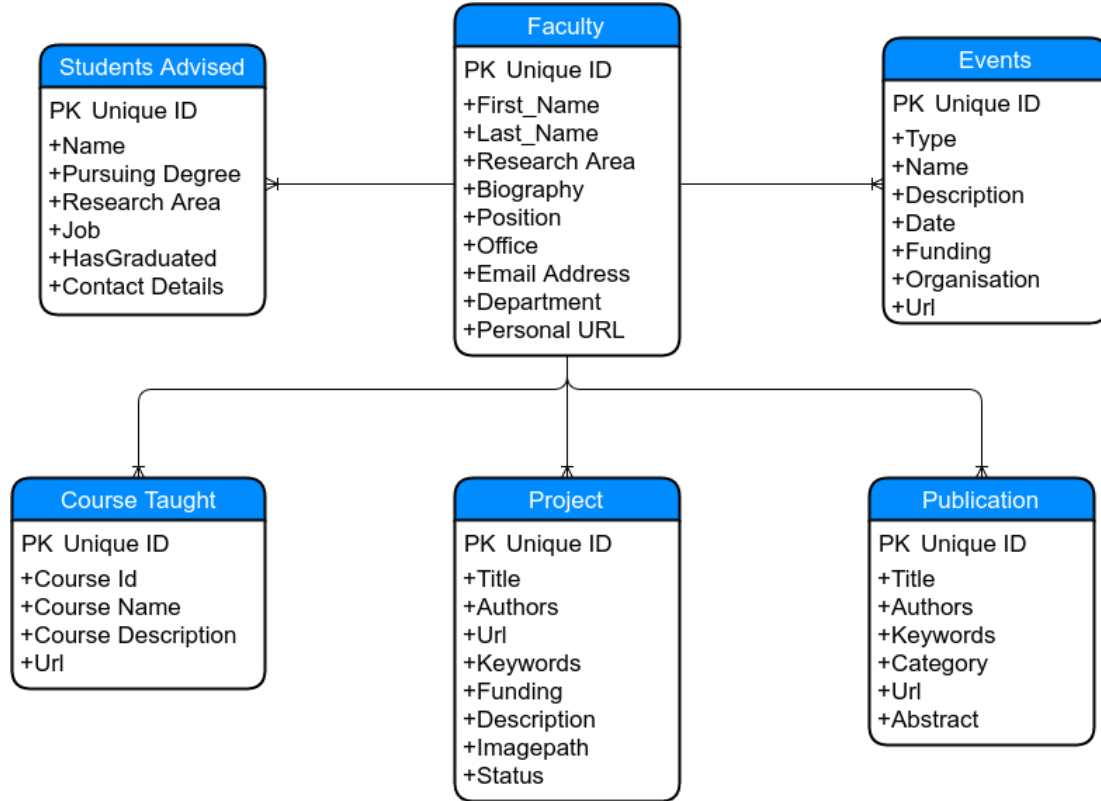 Faculty
PK Unique ID
+First_Name
+Last_Name
+Research Area
+Biography
+Position
+Office
+Email Address
+Department
+Personal URL
Students Advised
PK Unique ID
+Name
+Pursuing Degree
+Research Area
+Job
+HasGraduated
+Contact Details
Events
PK Unique ID
+Type
+Name
+Description
+Date
+Funding
+Organisation
+Url
Course Taught
PK Unique ID
+Course Id
+Course Name
+Course Description
+Url
Project
PK Unique ID
+Title
+Authors
+Url
+Keywords
+Funding
+Description
+Imagepath
+Status
Publication
PK Unique ID
+Title
+Authors
+Keywords
+Category
+Url
+Abstract